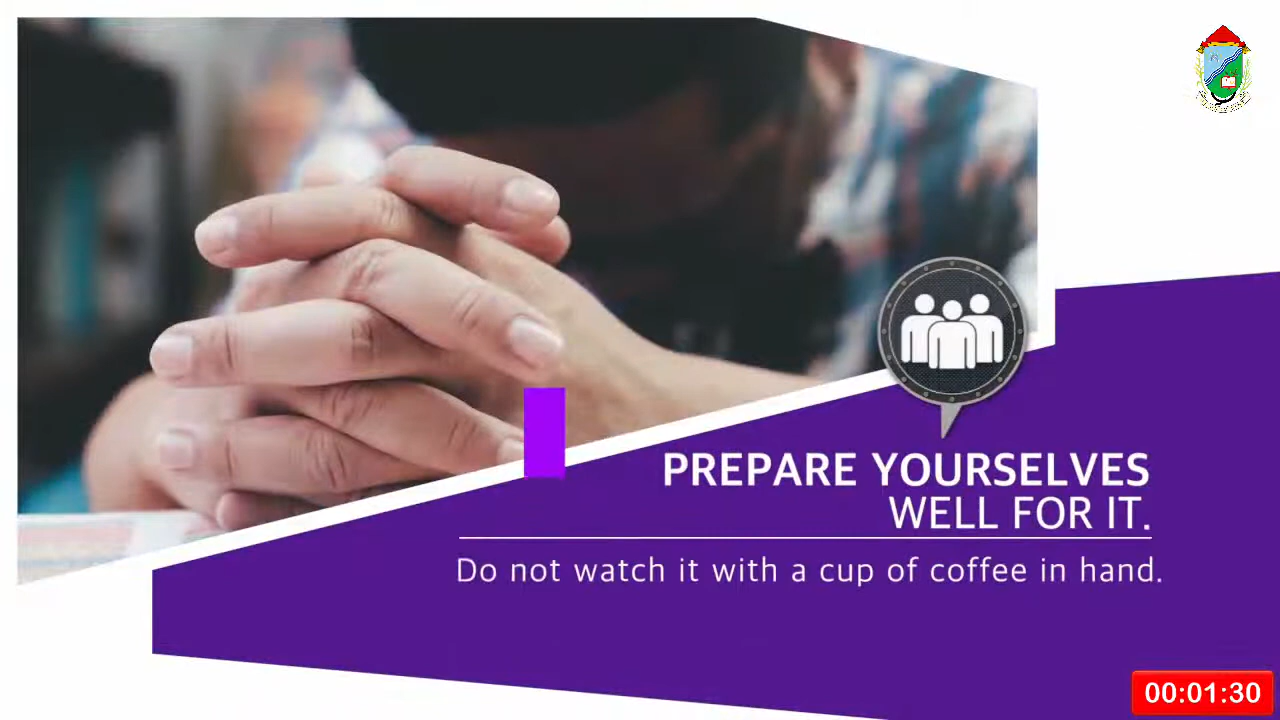 PREPARE YOURSELVES
WELL FOR IT.
Do not watch it with a cup of coffee in hand.
00:01:30